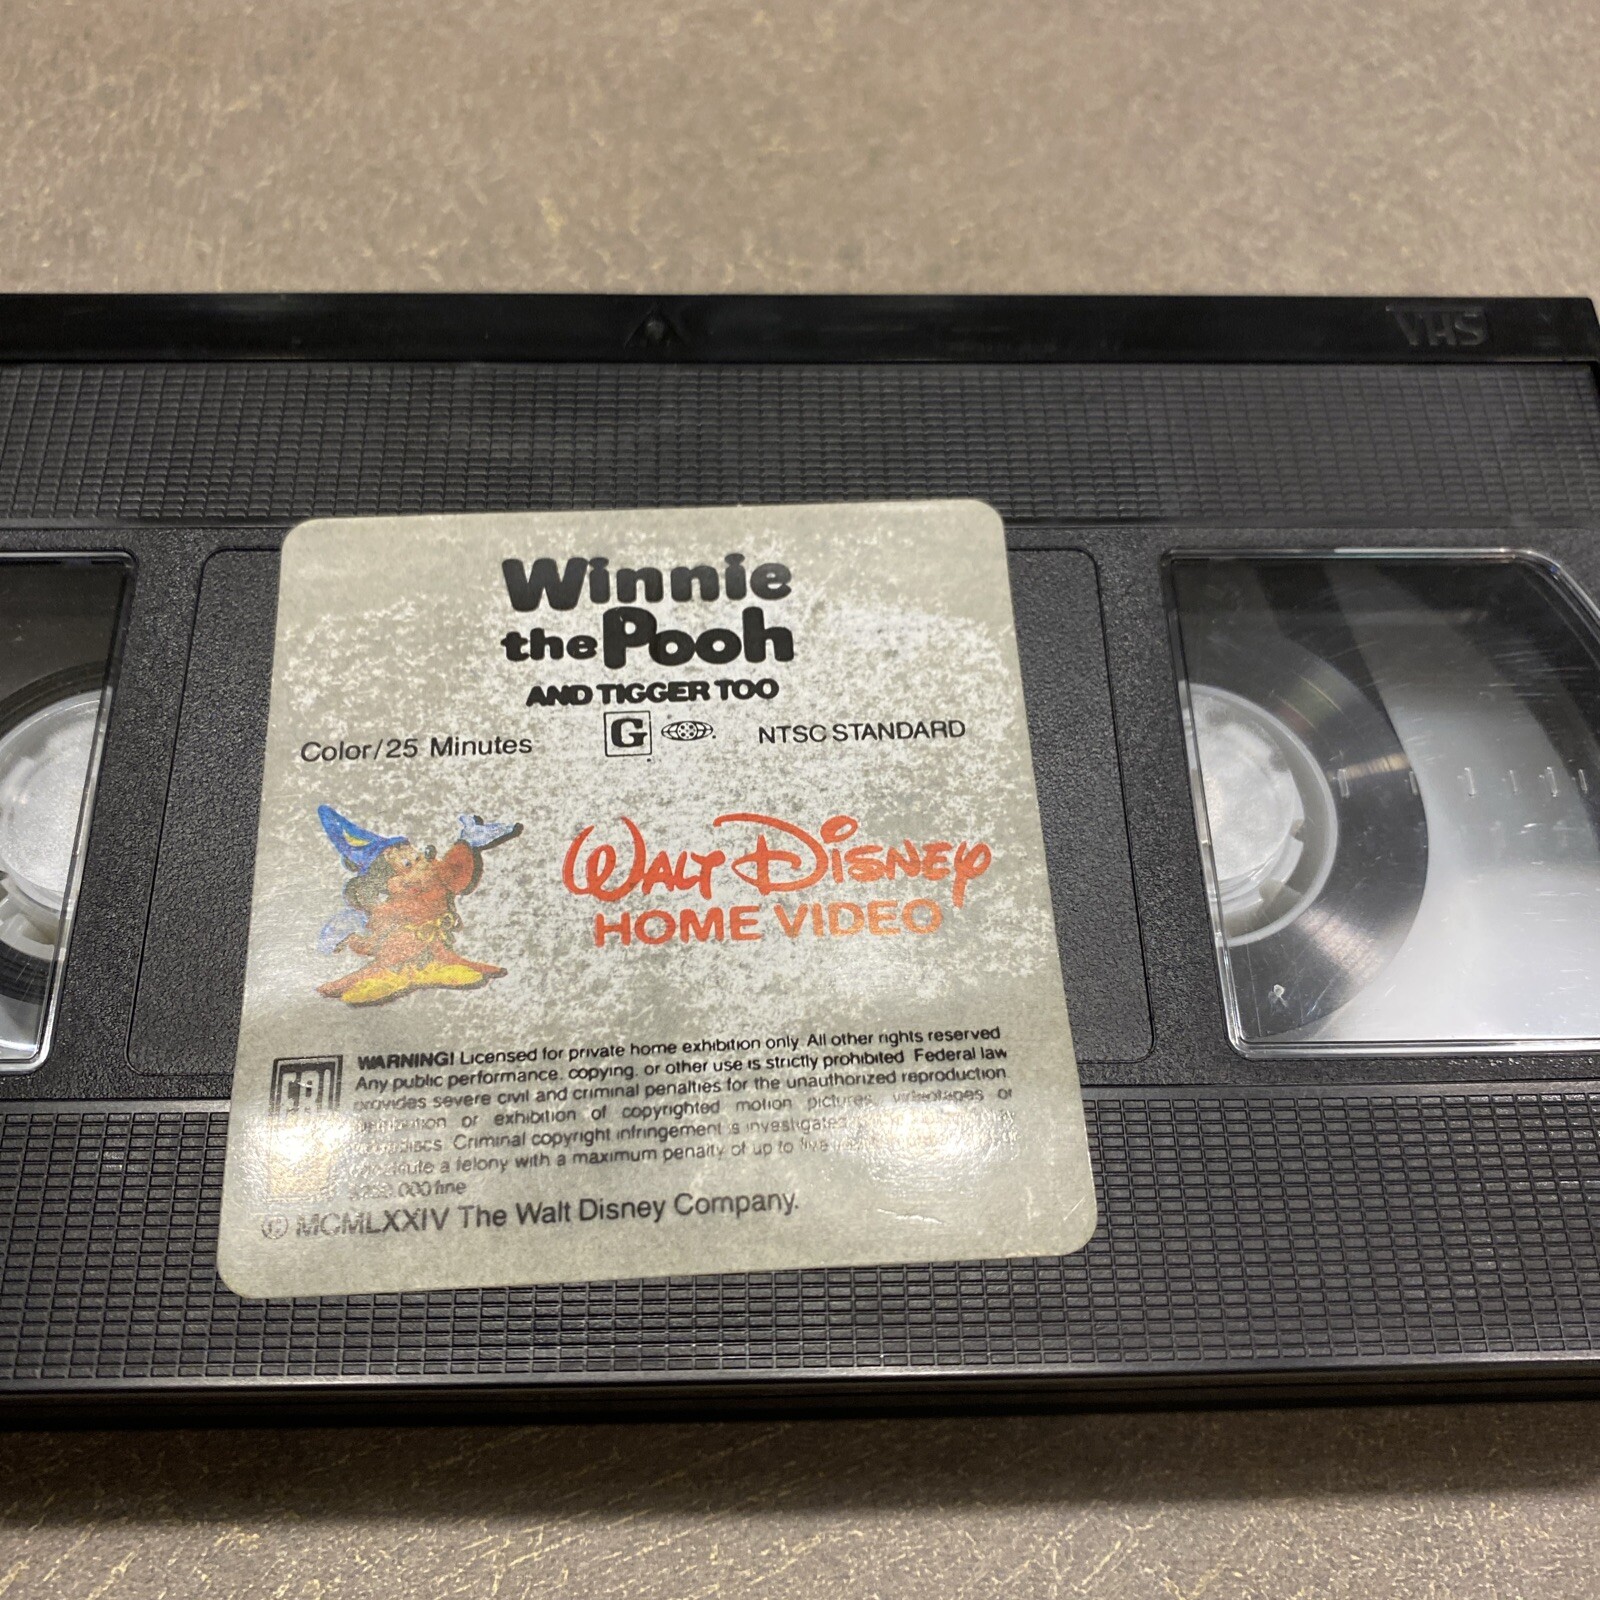 VHS
Winnie
the Pooh
AND TIGGER TOO
Color/25 Minutes G NTSC STANDARD
WALT DISNEY
HOME VIDEO
FBI WARNING! Licensed for private home exhibition only. All other rights reserved
Any public performance, copying, or other use is strictly prohibited. Federal law
provides severe civil and criminal penalties for the unauthorized reproduction
or exhibition of copyrighted motion pictures, videotapes or
Criminal copyright infringement is investigated
a felony with a maximum penalty of up to five
fine
© MCMLXXIV The Walt Disney Company.